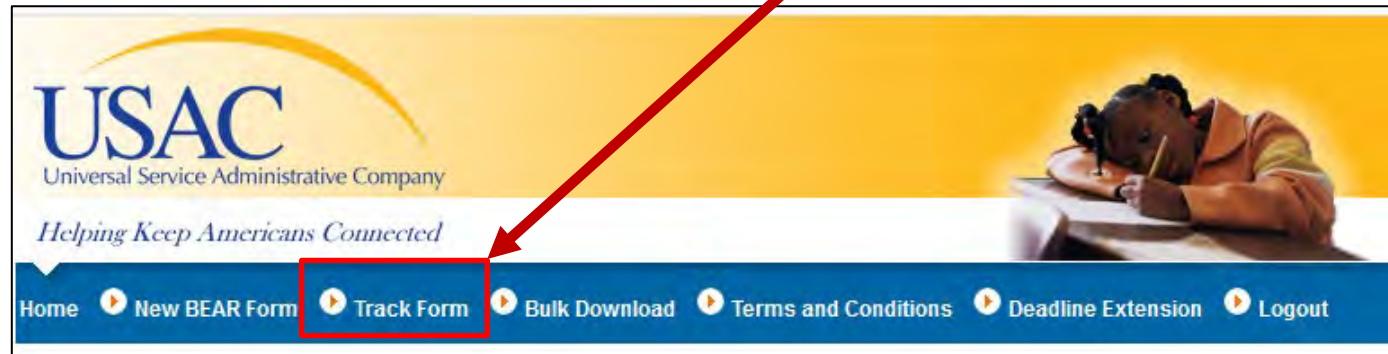 USAC
Universal Service Administrative Company
Helping Keep Americans Connected
Home New BEAR Form Track Form Bulk Download Terms and Conditions Deadline Extension Logout